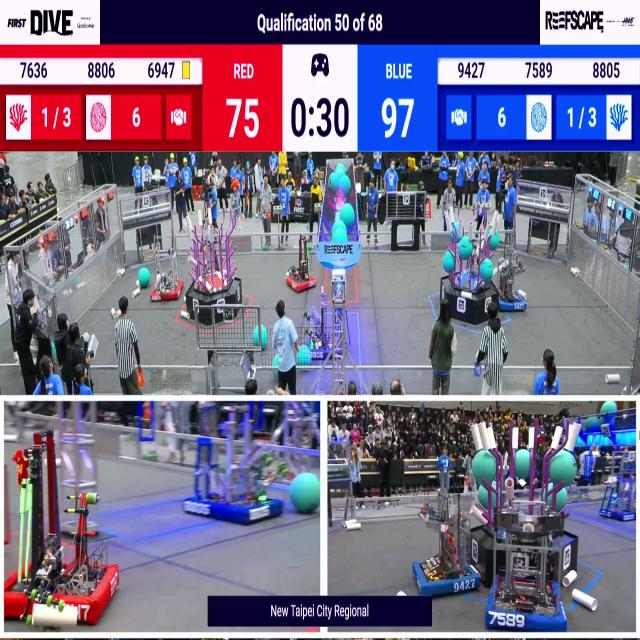 FIRST DIVE
Qualification 50 of 68
REEFSCAPE
7636 8806 6947
RED
75
0:30
BLUE
97
9427 7589 8805
1 / 3
6
6
1 / 3
REEFSCAPE
9427
7589
New Taipei City Regional